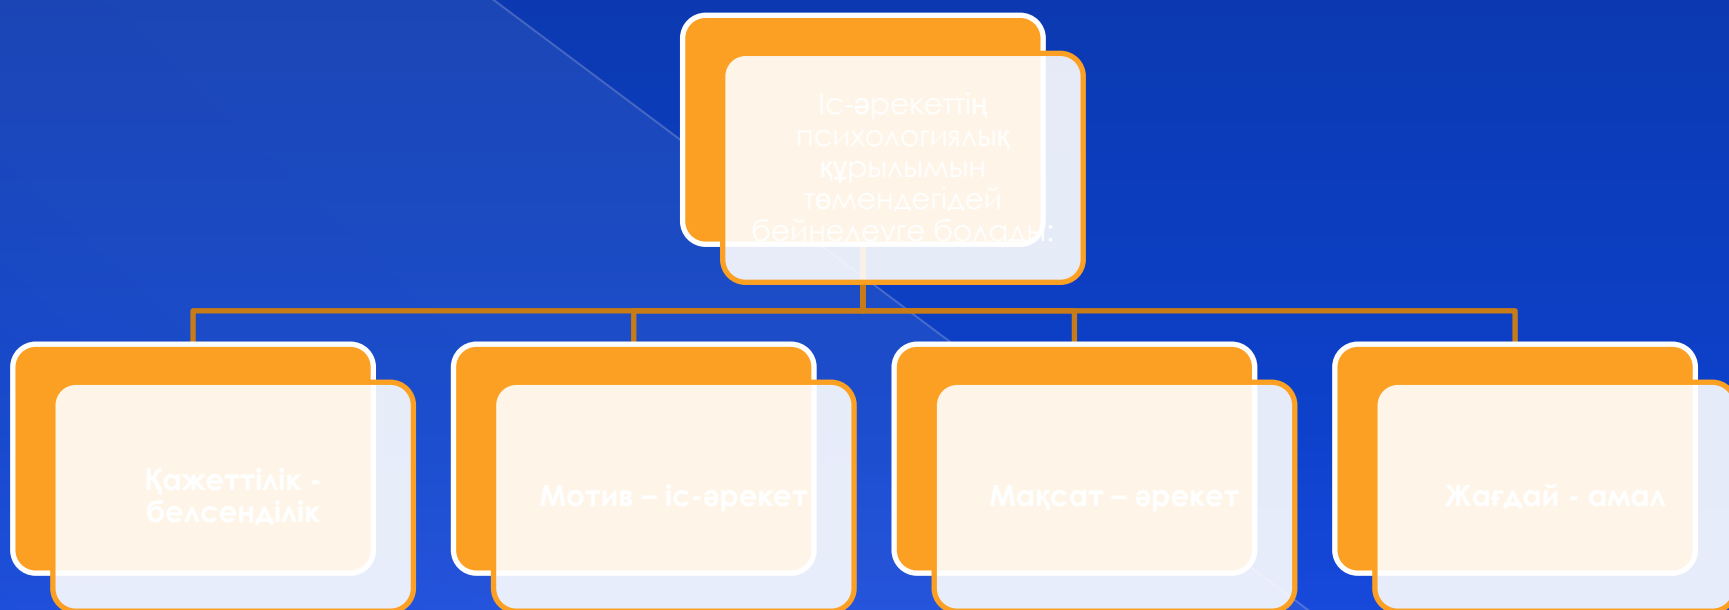 Іс-әрекеттің
психологиялық
құрылымын
төмендегідей
бейнелеуге болады:
Қажеттілік -
белсенділік
Мотив – іс-әрекет
Мақсат – әрекет
Жағдай - амал